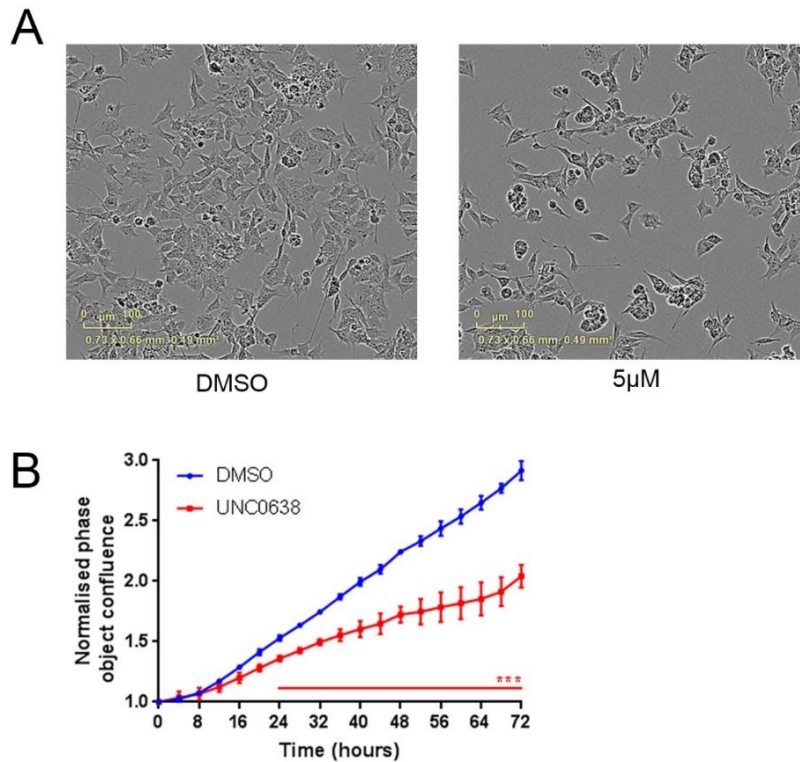 A
0 µm 100
0.73 x 0.66 mm 0.49 mm²
DMSO
0 µm 100
0.73 x 0.66 mm 0.49 mm²
5µM
B
Normalised phase
object confluence
3.0
2.5
2.0
1.5
1.0
DMSO
UNC0638
***
0 8 16 24 32 40 48 56 64 72
Time (hours)